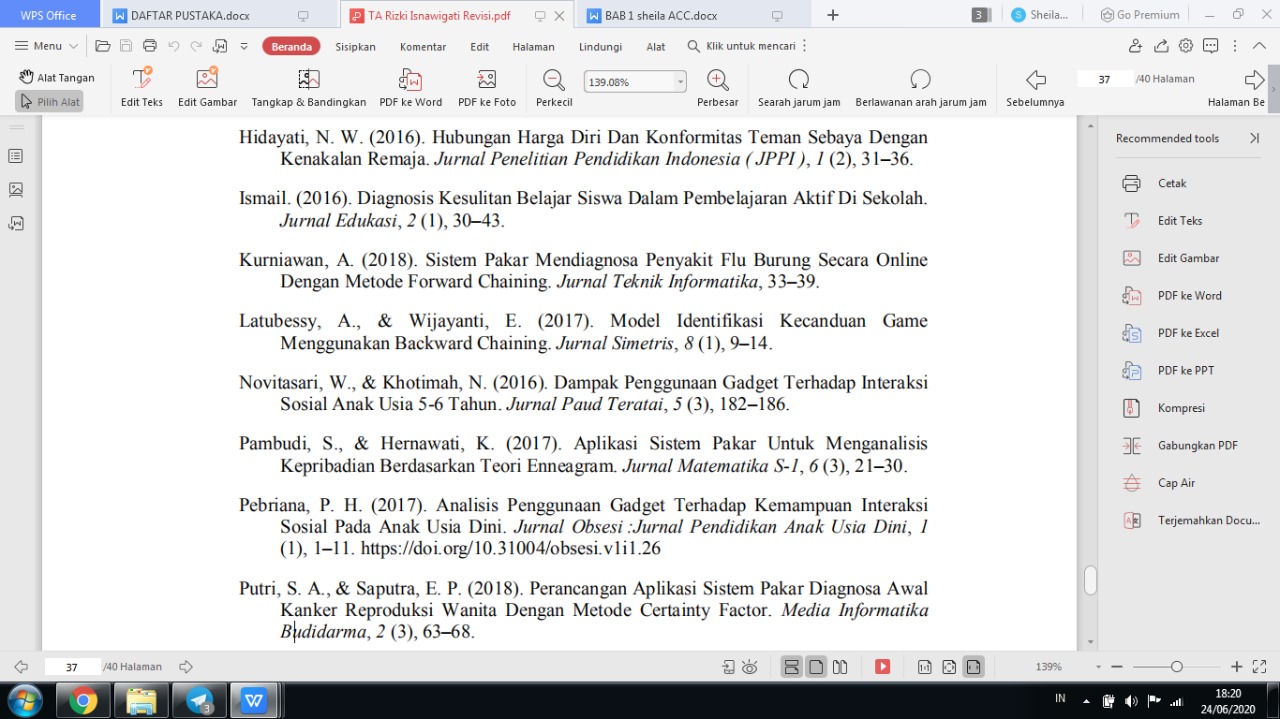 WPS Office
DAFTAR PUSTAKA.docx
TA Rizki Isnawigati Revisi.pdf
BAB 1 sheila ACC.docx
3
Sheila...
Go Premium
Menu
Beranda
Sisipkan
Komentar
Edit
Halaman
Lindungi
Alat
Klik untuk mencari
Alat Tangan
Pilih Alat
Edit Teks
Edit Gambar
Tangkap & Bandingkan
PDF ke Word
PDF ke Foto
Perkecil
139.08%
Perbesar
Searah jarum jam
Berlawanan arah jarum jam
Sebelumnya
37 /40 Halaman
Halaman Be
Hidayati, N. W. (2016). Hubungan Harga Diri Dan Konformitas Teman Sebaya Dengan
Kenakalan Remaja. Jurnal Penelitian Pendidikan Indonesia ( JPPI ), 1 (2), 31–36.
Ismail. (2016). Diagnosis Kesulitan Belajar Siswa Dalam Pembelajaran Aktif Di Sekolah.
Jurnal Edukasi, 2 (1), 30–43.
Kurniawan, A. (2018). Sistem Pakar Mendiagnosa Penyakit Flu Burung Secara Online
Dengan Metode Forward Chaining. Jurnal Teknik Informatika, 33–39.
Latubessy, A., & Wijayanti, E. (2017). Model Identifikasi Kecanduan Game
Menggunakan Backward Chaining. Jurnal Simetris, 8 (1), 9–14.
Novitasari, W., & Khotimah, N. (2016). Dampak Penggunaan Gadget Terhadap Interaksi
Sosial Anak Usia 5-6 Tahun. Jurnal Paud Teratai, 5 (3), 182–186.
Pambudi, S., & Hernawati, K. (2017). Aplikasi Sistem Pakar Untuk Menganalisis
Kepribadian Berdasarkan Teori Enneagram. Jurnal Matematika S-1, 6 (3), 21–30.
Pebriana, P. H. (2017). Analisis Penggunaan Gadget Terhadap Kemampuan Interaksi
Sosial Pada Anak Usia Dini. Jurnal Obsesi :Jurnal Pendidikan Anak Usia Dini, 1
(1), 1–11. https://doi.org/10.31004/obsesi.v1i1.26
Putri, S. A., & Saputra, E. P. (2018). Perancangan Aplikasi Sistem Pakar Diagnosa Awal
Kanker Reproduksi Wanita Dengan Metode Certainty Factor. Media Informatika
Budidarma, 2 (3), 63–68.
Recommended tools
Cetak
Edit Teks
Edit Gambar
PDF ke Word
PDF ke Excel
PDF ke PPT
Kompresi
Gabungkan PDF
Cap Air
Terjemahkan Docu...
37 /40 Halaman
139%
3
IN
18:20
24/06/2020